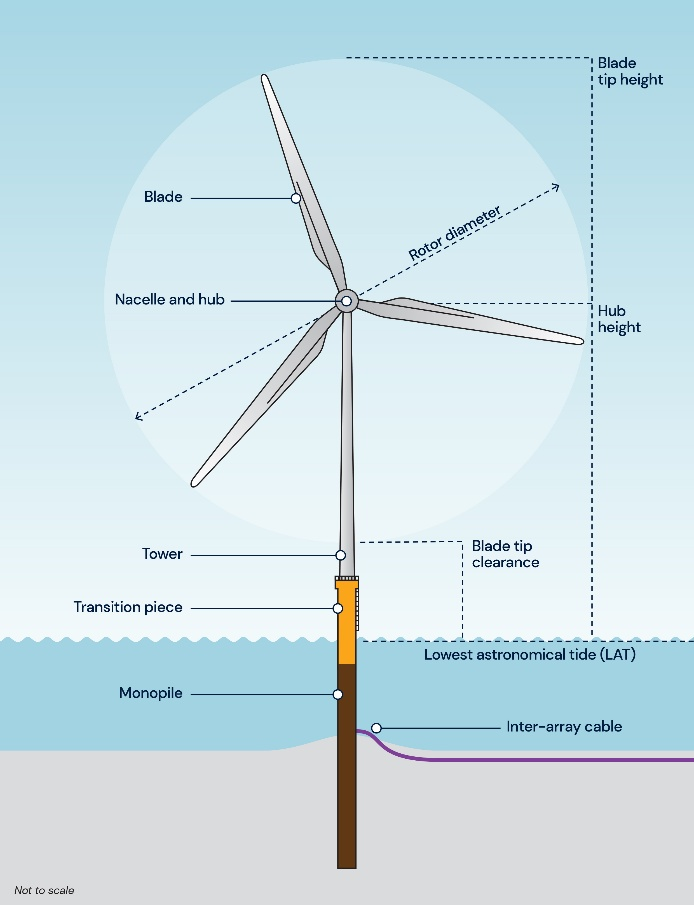 Blade
tip height
Blade
Rotor diameter
Nacelle and hub
Hub
height
Blade tip
clearance
Tower
Transition piece
Lowest astronomical tide (LAT)
Monopile
Inter-array cable
Not to scale